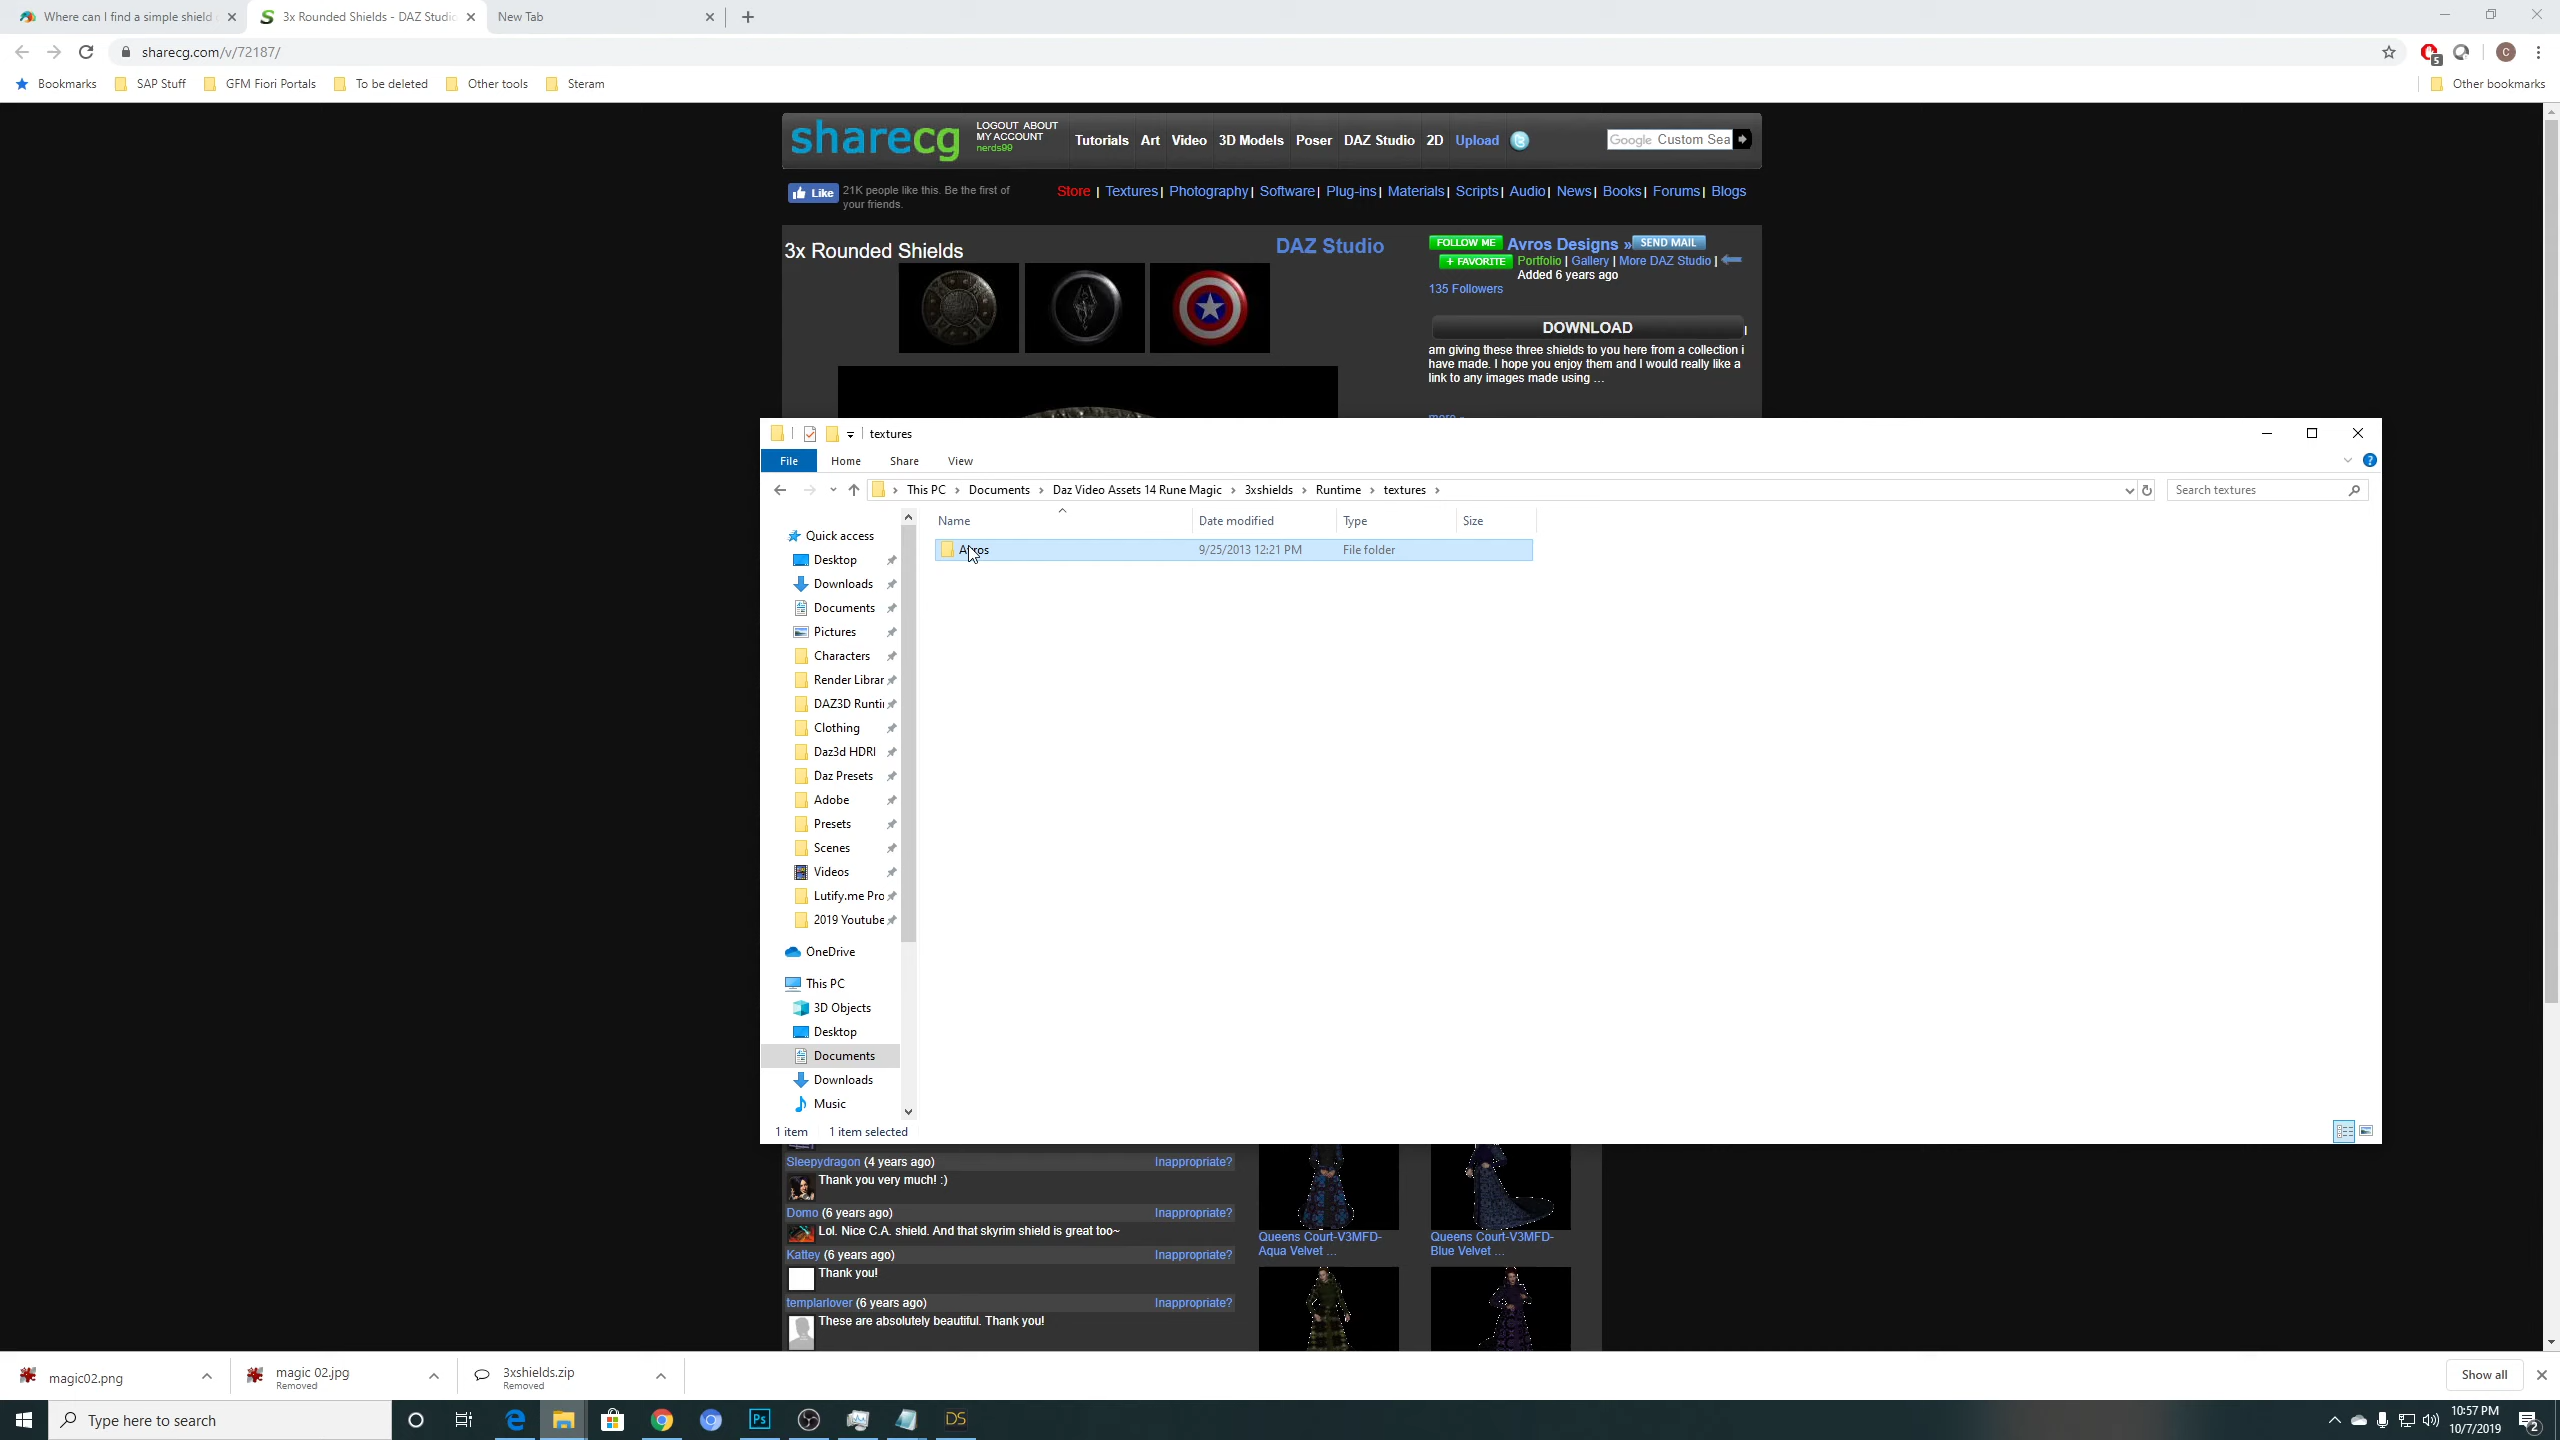 Where can I find a simple shield
3x Rounded Shields - DAZ Studio
New Tab
sharecg.com/v/72187/
5
C
Bookmarks
SAP Stuff
GFM Fiori Portals
To be deleted
Other tools
Steram
Other bookmarks
sharecg
LOGOUT ABOUT
MY ACCOUNT
nerds99
Tutorials Art Video 3D Models Poser DAZ Studio 2D Upload
Google Custom Sea
Like
21K people like this. Be the first of
your friends.
Store | Textures | Photography | Software | Plug-ins | Materials | Scripts | Audio | News | Books | Forums | Blogs
3x Rounded Shields
DAZ Studio
FOLLOW ME Avros Designs » SEND MAIL
+ FAVORITE Portfolio | Gallery | More DAZ Studio |
Added 6 years ago
135 Followers
DOWNLOAD
I
am giving these three shields to you here from a collection i
have made. I hope you enjoy them and I would really like a
link to any images made using ...
textures
File Home Share View
This PC > Documents > Daz Video Assets 14 Rune Magic > 3xshields > Runtime > textures >
Search textures
Name Date modified Type Size
Avros 9/25/2013 12:21 PM File folder
Quick access
Desktop
Downloads
Documents
Pictures
Characters
Render Librar
DAZ3D Runti
Clothing
Daz3d HDRI
Daz Presets
Adobe
Presets
Scenes
Videos
Lutify.me Pro
2019 Youtube
OneDrive
This PC
3D Objects
Desktop
Documents
Downloads
Music
1 item 1 item selected
Sleepydragon (4 years ago) Inappropriate?
Thank you very much! :)
Domo (6 years ago) Inappropriate?
Lol. Nice C.A. shield. And that skyrim shield is great too~
Kattey (6 years ago) Inappropriate?
Thank you!
templarlover (6 years ago) Inappropriate?
These are absolutely beautiful. Thank you!
Queens Court-V3MFD-
Aqua Velvet ...
Queens Court-V3MFD-
Blue Velvet ...
magic02.png
magic 02.jpg
Removed
3xshields.zip
Removed
Show all
Type here to search
Ps
DS
10:57 PM
10/7/2019
2